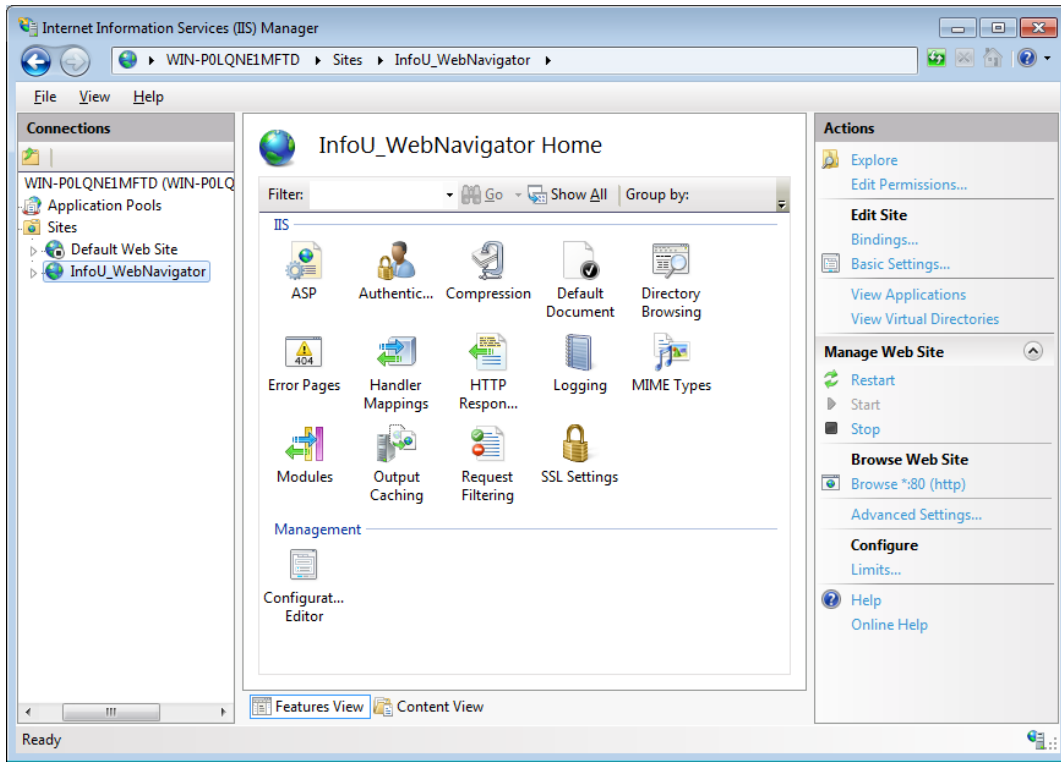 Internet Information Services (IIS) Manager
WIN-P0LQNE1MFTD Sites InfoU_WebNavigator
File View Help
Connections
WIN-P0LQNE1MFTD (WIN-P0LQ
Application Pools
Sites
Default Web Site
InfoU_WebNavigator
InfoU_WebNavigator Home
Filter: Go Show All Group by:
IIS
ASP
Authentic...
Compression
Default
Document
Directory
Browsing
404
Error Pages
Handler
Mappings
HTTP
Respon...
Logging
MIME Types
Modules
Output
Caching
Request
Filtering
SSL Settings
Management
Configurat...
Editor
Features View Content View
Actions
Explore
Edit Permissions...
Edit Site
Bindings...
Basic Settings...
View Applications
View Virtual Directories
Manage Web Site
Restart
Start
Stop
Browse Web Site
Browse *:80 (http)
Advanced Settings...
Configure
Limits...
Help
Online Help
Ready